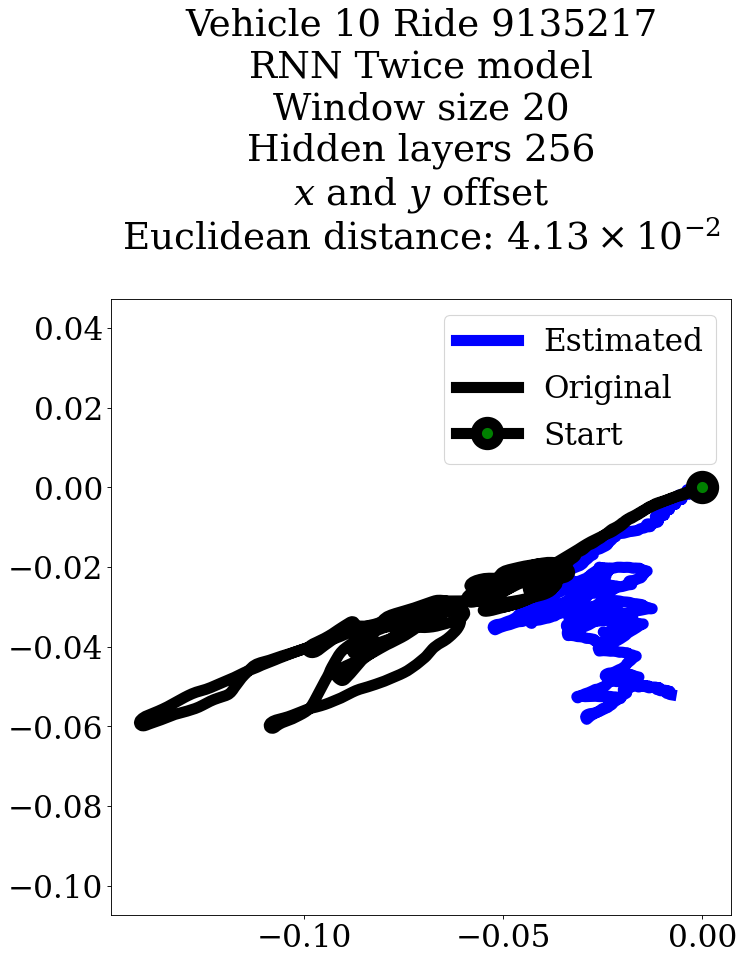 Vehicle 10 Ride 9135217
RNN Twice model
Window size 20
Hidden layers 256
x and y offset
Euclidean distance: 4.13 × 10⁻²
Estimated
Original
Start
0.04
0.02
0.00
−0.02
−0.04
−0.06
−0.08
−0.10
−0.10 −0.05 0.00